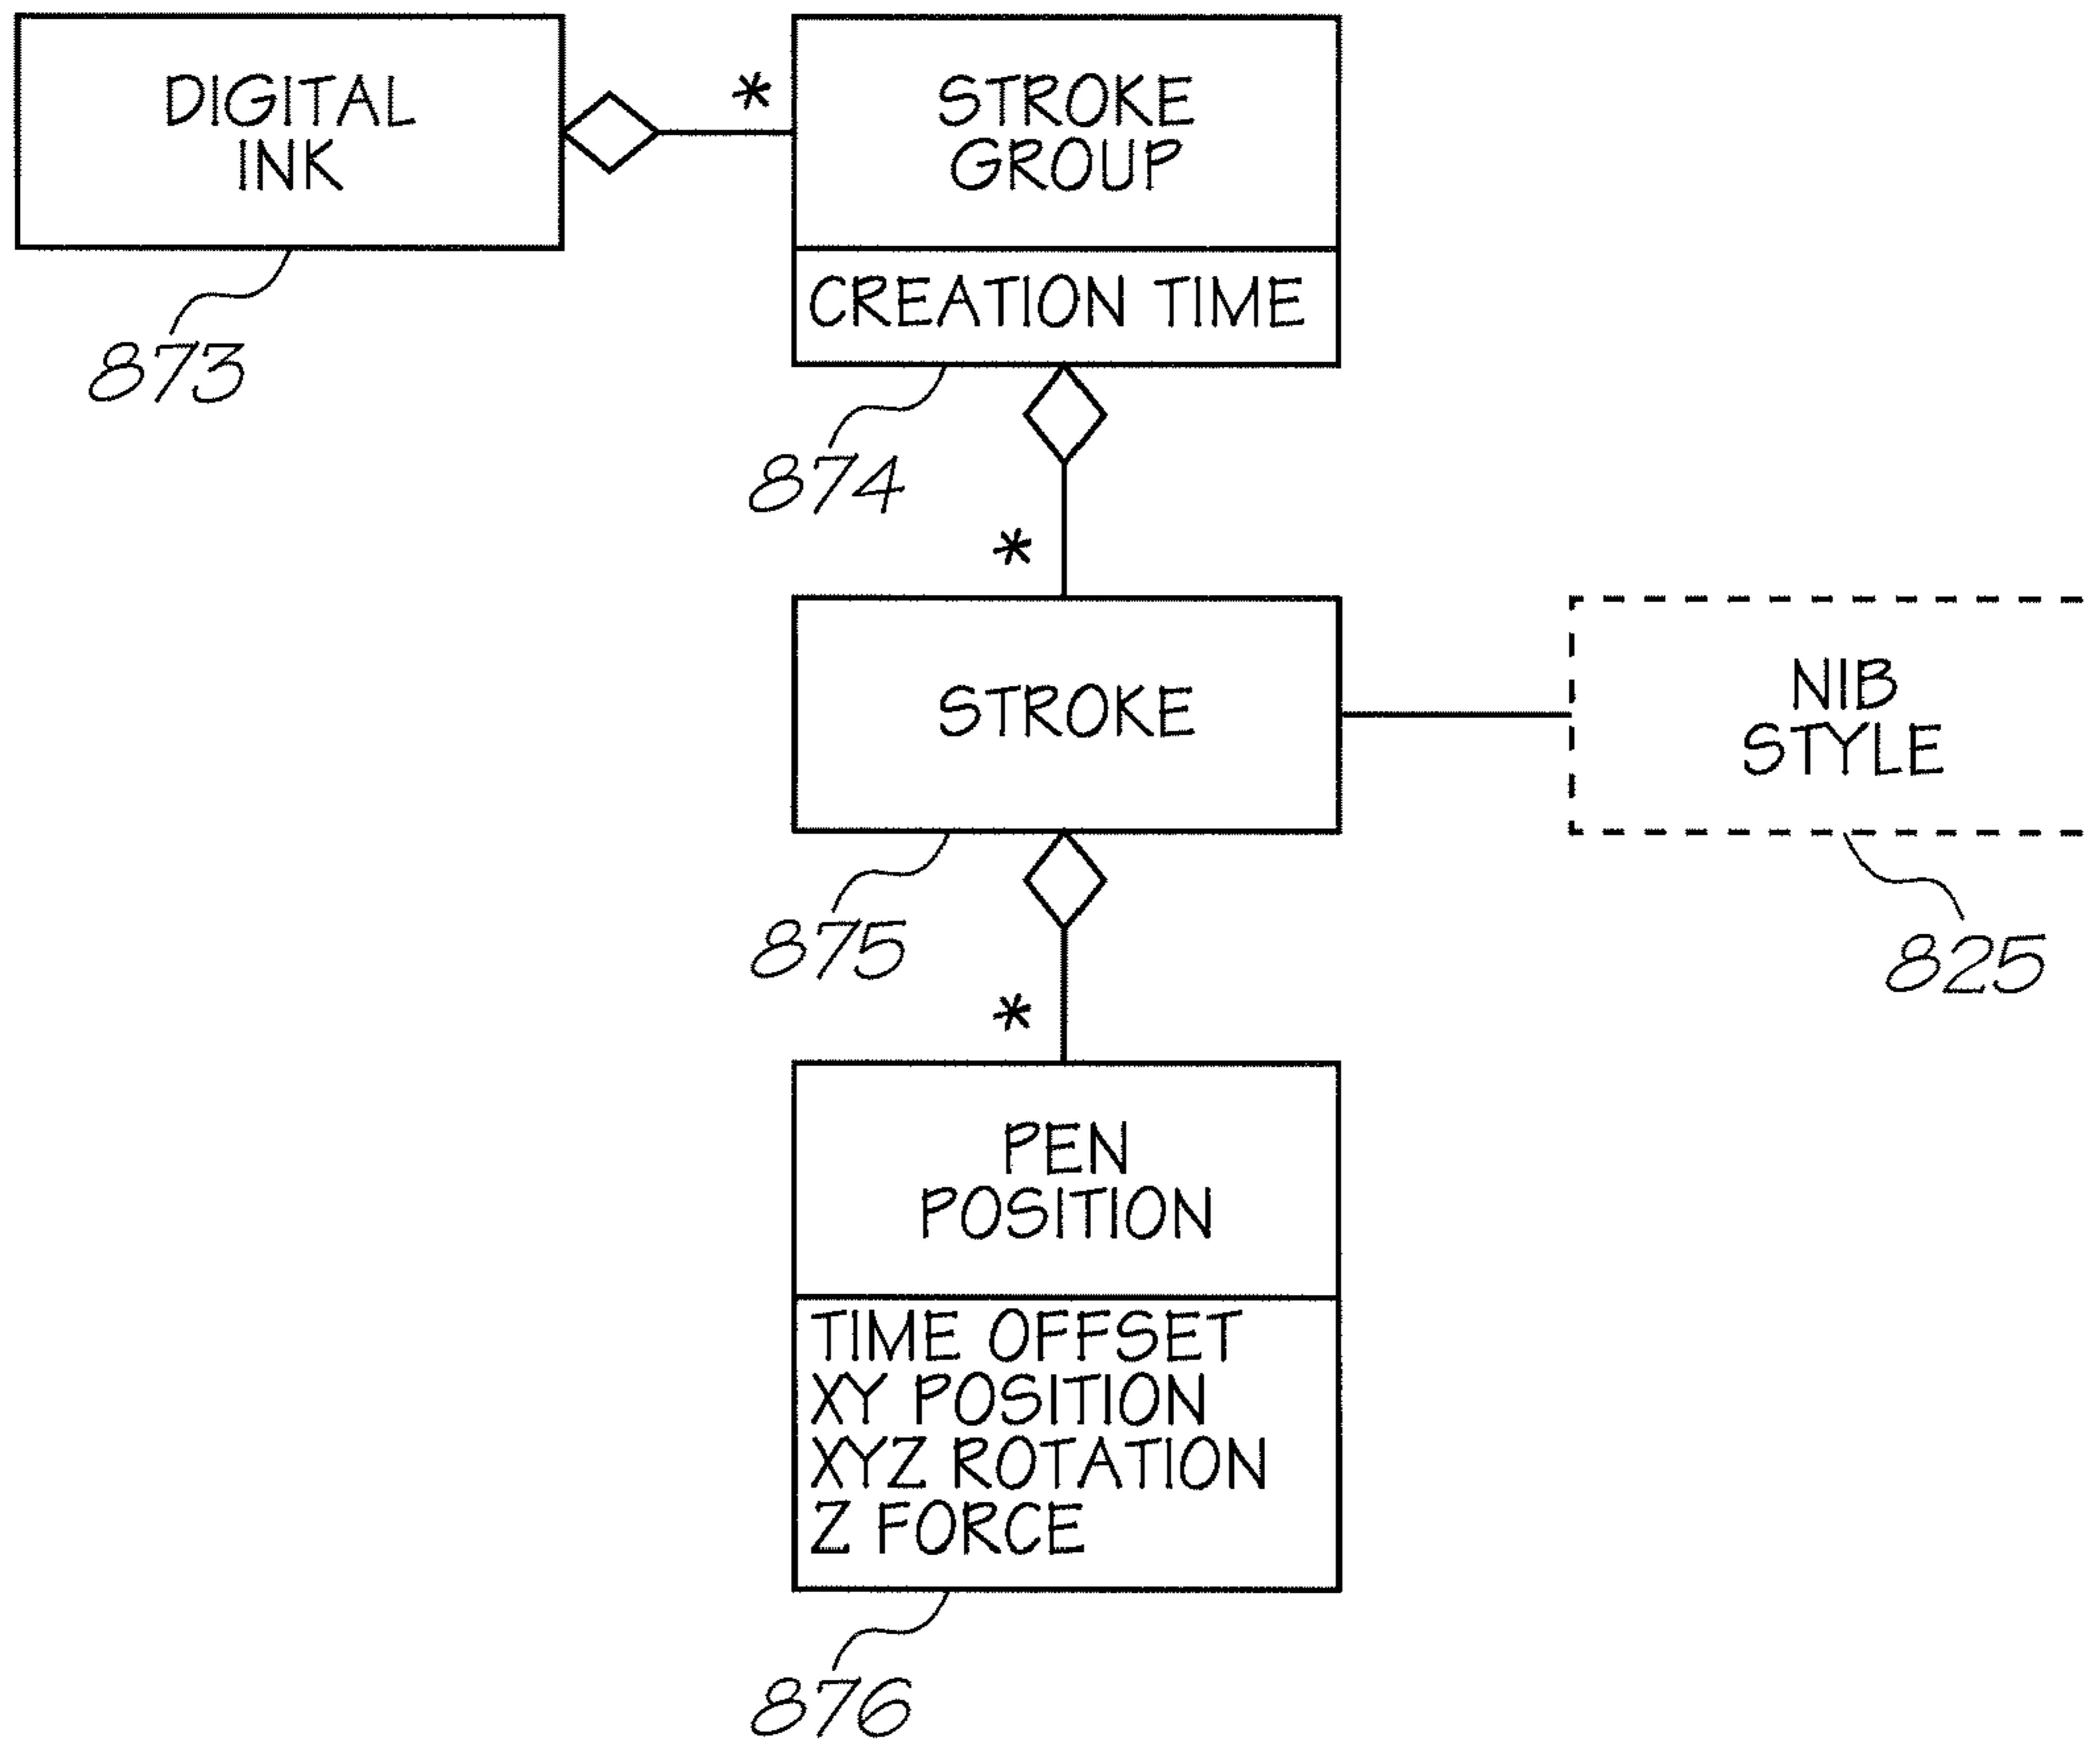 DIGITAL
INK
873
*
STROKE
GROUP
CREATION TIME
874
*
STROKE
875
NIB
STYLE
825
*
PEN
POSITION
TIME OFFSET
XY POSITION
XYZ ROTATION
Z FORCE
876